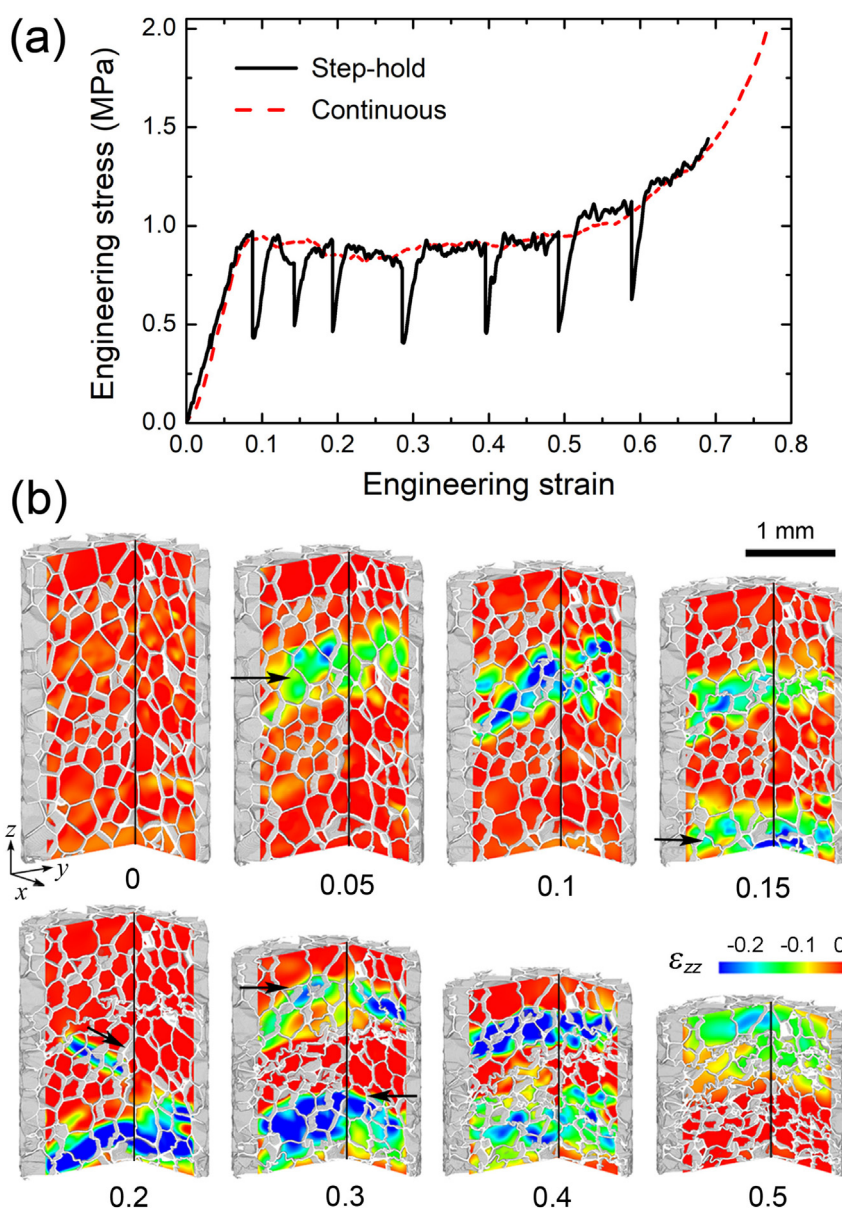 (a)
2.0
1.5
1.0
0.5
0.0
Engineering stress (MPa)
Step-hold
Continuous
0.0 0.1 0.2 0.3 0.4 0.5 0.6 0.7 0.8
Engineering strain
(b)
1 mm
z
y
x
0 0.05 0.1 0.15
εzz
-0.2 -0.1 0
0.2 0.3 0.4 0.5